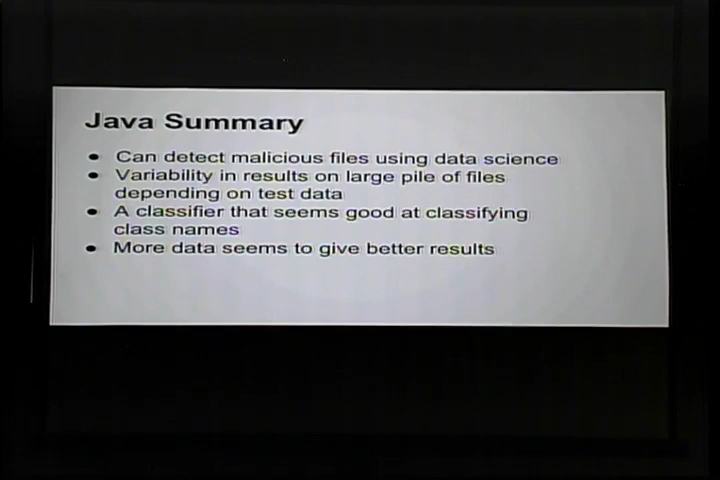 Java Summary
● Can detect malicious files using data science
● Variability in results on large pile of files
depending on test data
● A classifier that seems good at classifying
class names
● More data seems to give better results